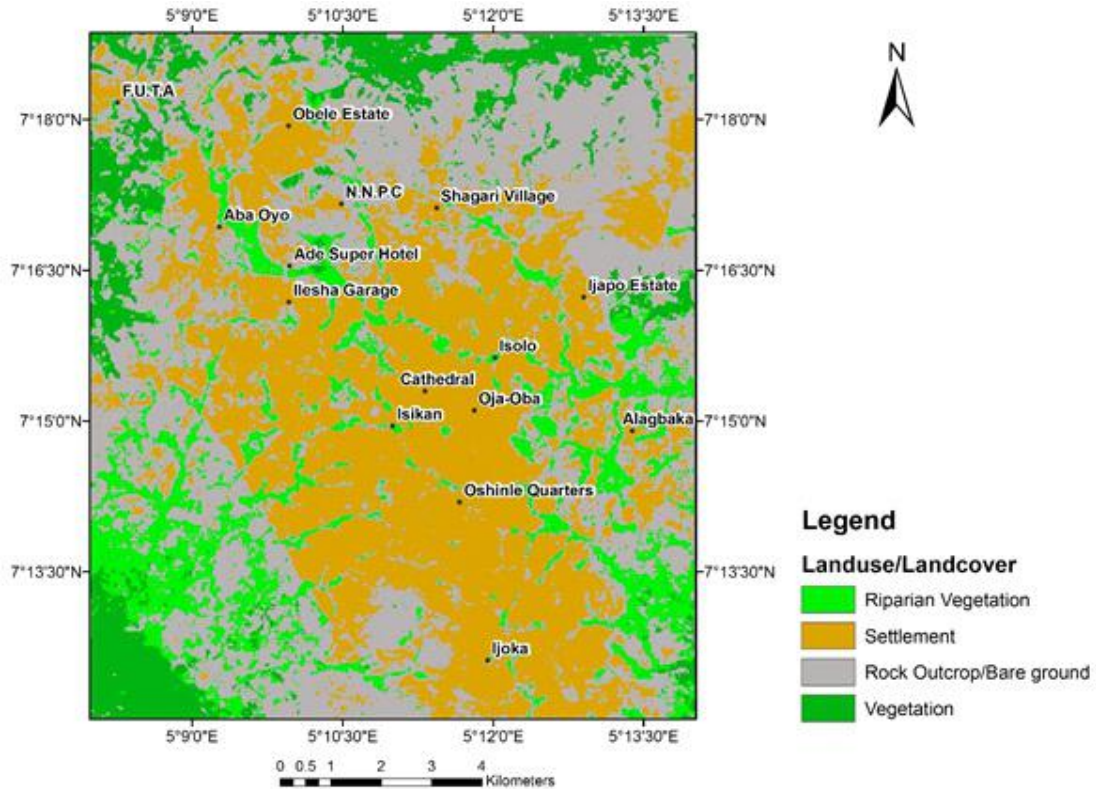 5°9'0"E 5°10'30"E 5°12'0"E 5°13'30"E
N
F.U.T.A
Obele Estate
7°18'0"N 7°18'0"N
N.N.P.C
Shagari Village
Aba Oyo
Ade Super Hotel
7°16'30"N 7°16'30"N
Ilesha Garage
Ijapo Estate
Isolo
Cathedral
Oja-Oba
Isikan
Alagbaka
7°15'0"N 7°15'0"N
Oshinle Quarters
7°13'30"N 7°13'30"N
Ijoka
5°9'0"E 5°10'30"E 5°12'0"E 5°13'30"E
0 0.5 1 2 3 4
Kilometers
Legend
Landuse/Landcover
Riparian Vegetation
Settlement
Rock Outcrop/Bare ground
Vegetation